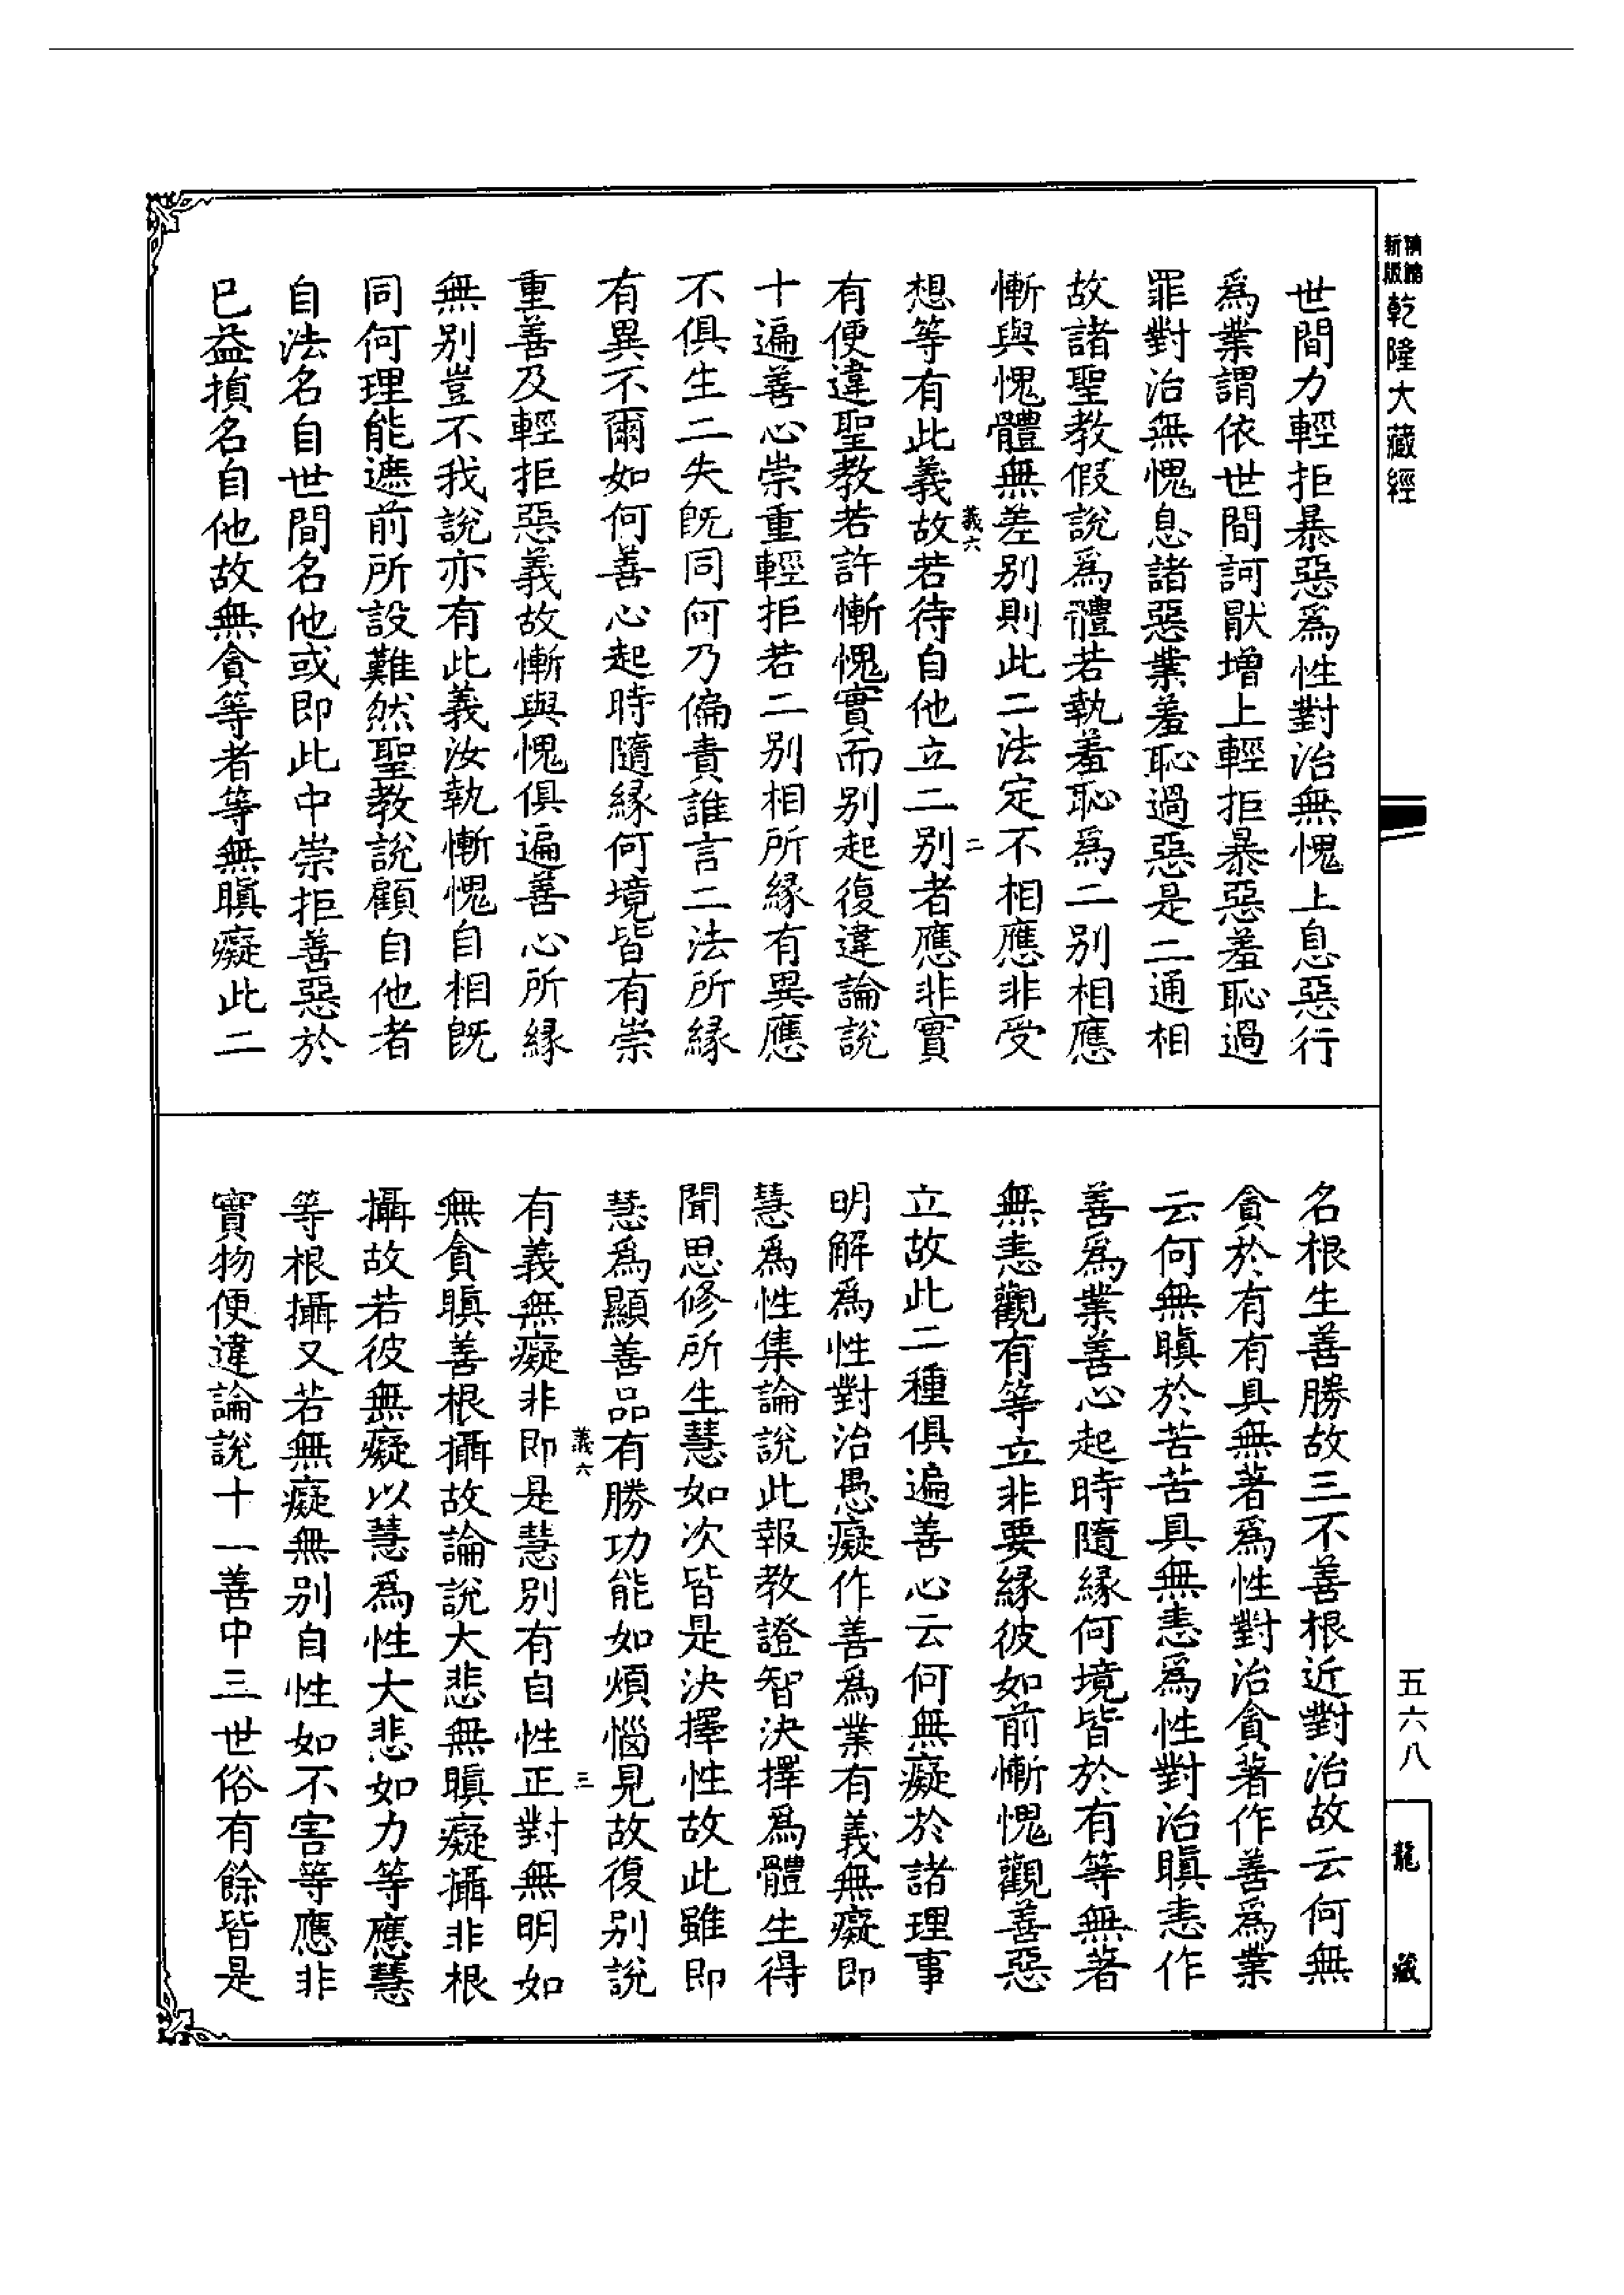 精縮
新版
乾隆大藏經
世間力輕拒暴惡爲性對治無愧上息惡行
爲業謂依世間訶猒增上輕拒暴惡羞恥過
罪對治無愧息諸惡業羞恥過惡是二通相
故諸聖教假說爲體若執羞恥爲二別相應
慚與愧體無差別則此二法定不相應非受
義六
二
想等有此義故若待自他立二別者應非實
有便違聖教若許慚愧實而別起復違論說
十遍善心崇重輕拒若二別相所緣有異應
不俱生二失旣同何乃偏責誰言二法所緣
有異不爾如何善心起時隨緣何境皆有崇
重善及輕拒惡義故慚與愧俱遍善心所緣
無別豈不我說亦有此義汝執慚愧自相旣
同何理能遮前所設難然聖教說顧自他者
自法名自世間名他或即此中崇拒善惡於
已益損名自他故無貪等者等無瞋癡此二
名根生善勝故三不善根近對治故云何無
貪於有有具無著爲性對治貪著作善爲業
云何無瞋於苦苦具無恚爲性對治瞋恚作
善爲業善心起時隨緣何境皆於有等無著
無恚觀有等立非要緣彼如前慚愧觀善惡
立故此二種俱遍善心云何無癡於諸理事
明解爲性對治愚癡作善爲業有義無癡即
慧爲性集論說此報教證智決擇爲體生得
聞思修所生慧如次皆是決擇性故此雖即
慧爲顯善品有勝功能如煩惱見故復別說
義六
三
有義無癡非即是慧別有自性正對無明如
無貪瞋善根攝故論說大悲無瞋癡攝非根
攝故若彼無癡以慧爲性大悲如力等應慧
等根攝又若無癡無別自性如不害等應非
實物便違論說十一善中三世俗有餘皆是
五六八
龍藏